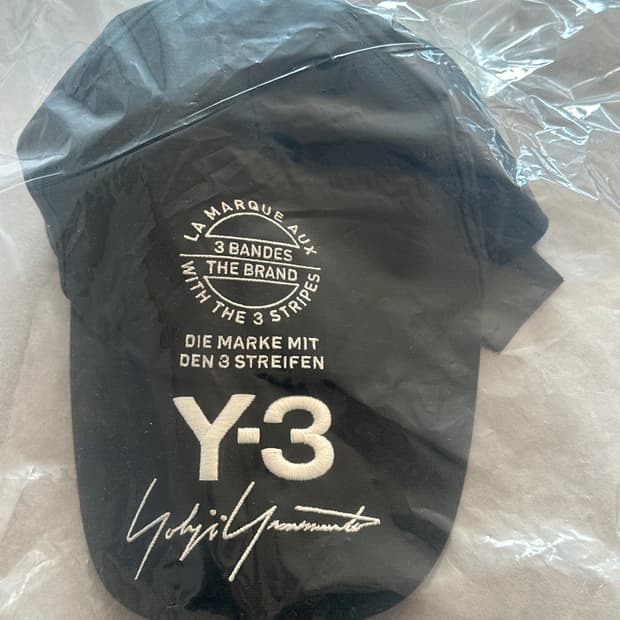 LA MARQUE AUX
3 BANDES
THE BRAND
WITH THE 3 STRIPES
DIE MARKE MIT
DEN 3 STREIFEN
Y-3
Yohji Yamamoto